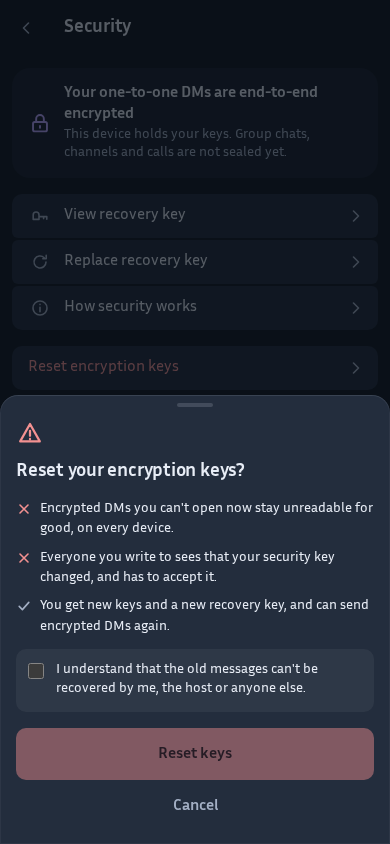 Security
Your one-to-one DMs are end-to-end
encrypted
This device holds your keys. Group chats,
channels and calls are not sealed yet.
View recovery key
Replace recovery key
How security works
Reset encryption keys
Reset your encryption keys?
Encrypted DMs you can't open now stay unreadable for
good, on every device.
Everyone you write to sees that your security key
changed, and has to accept it.
You get new keys and a new recovery key, and can send
encrypted DMs again.
I understand that the old messages can't be
recovered by me, the host or anyone else.
Reset keys
Cancel